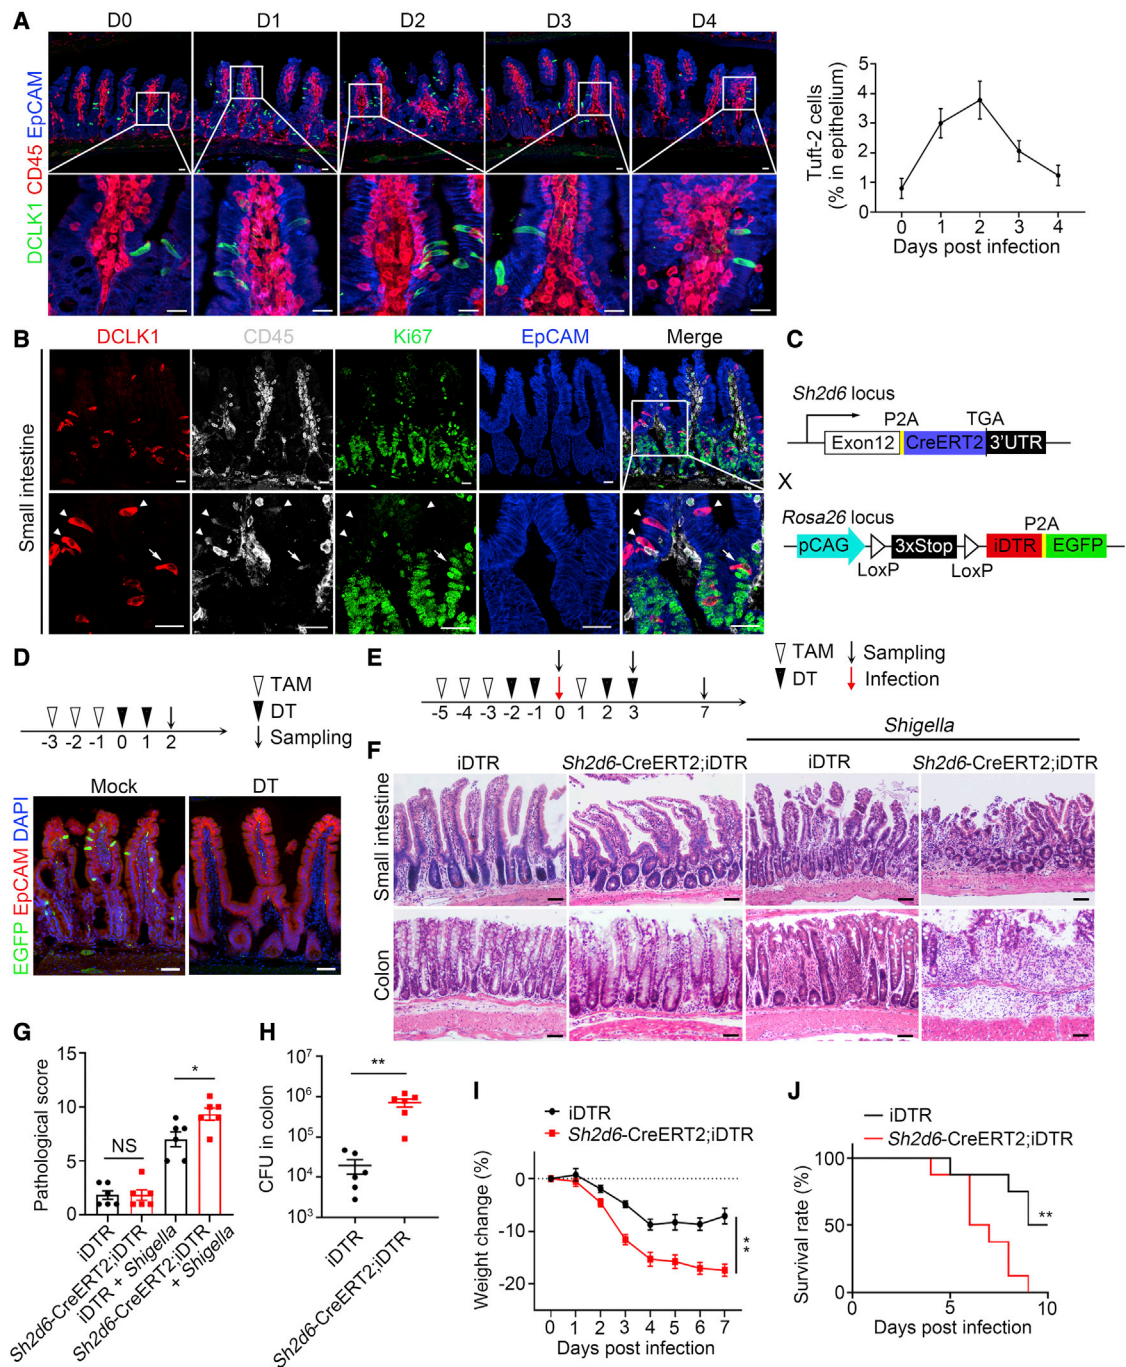 A
D0 D1 D2 D3 D4
DCLK1 CD45 EpCAM
Tuft-2 cells
(% in epithelium)
5
4
3
2
1
0
0 1 2 3 4
Days post infection
B
DCLK1 CD45 Ki67 EpCAM Merge
Small intestine
C
Sh2d6 locus
P2A TGA
Exon12 CreERT2 3'UTR
X
Rosa26 locus
P2A
pCAG 3xStop iDTR EGFP
LoxP LoxP
D
TAM
DT
Sampling
-3 -2 -1 0 1 2
Mock DT
EGFP EpCAM DAPI
E
TAM Sampling
DT Infection
-5 -4 -3 -2 -1 0 1 2 3 7
F
Shigella
iDTR Sh2d6-CreERT2;iDTR iDTR Sh2d6-CreERT2;iDTR
Small intestine
Colon
G
Pathological score
15
10
5
0
NS
*
iDTR
Sh2d6-CreERT2;iDTR
iDTR + Shigella
Sh2d6-CreERT2;iDTR
+ Shigella
H
CFU in colon
10⁷
10⁶
10⁵
10⁴
10³
**
iDTR
Sh2d6-CreERT2;iDTR
I
iDTR
Sh2d6-CreERT2;iDTR
Weight change (%)
0
-10
-20
**
0 1 2 3 4 5 6 7
Days post infection
J
iDTR
Sh2d6-CreERT2;iDTR
Survival rate (%)
100
50
0
**
0 5 10
Days post infection